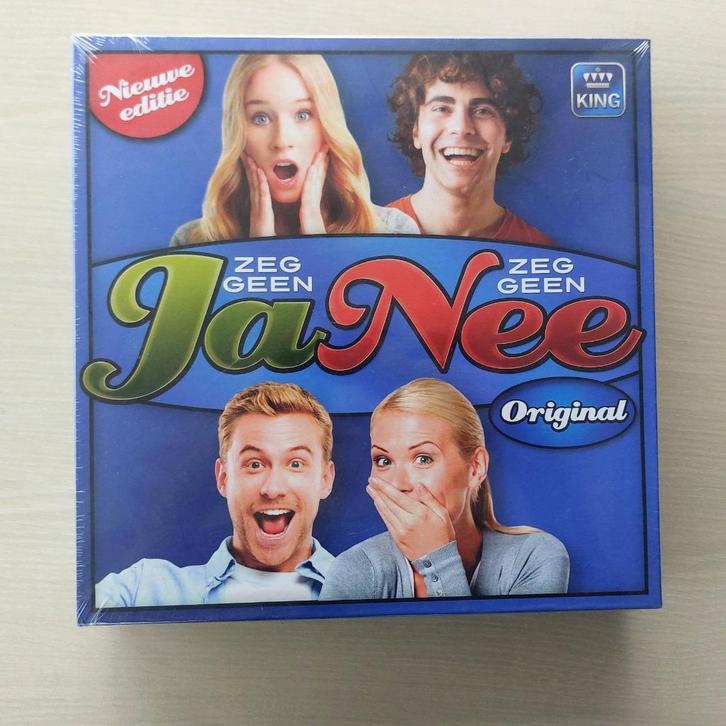 Nieuwe
editie
KING
ZEG
GEEN
Ja
ZEG
GEEN
Nee
Original